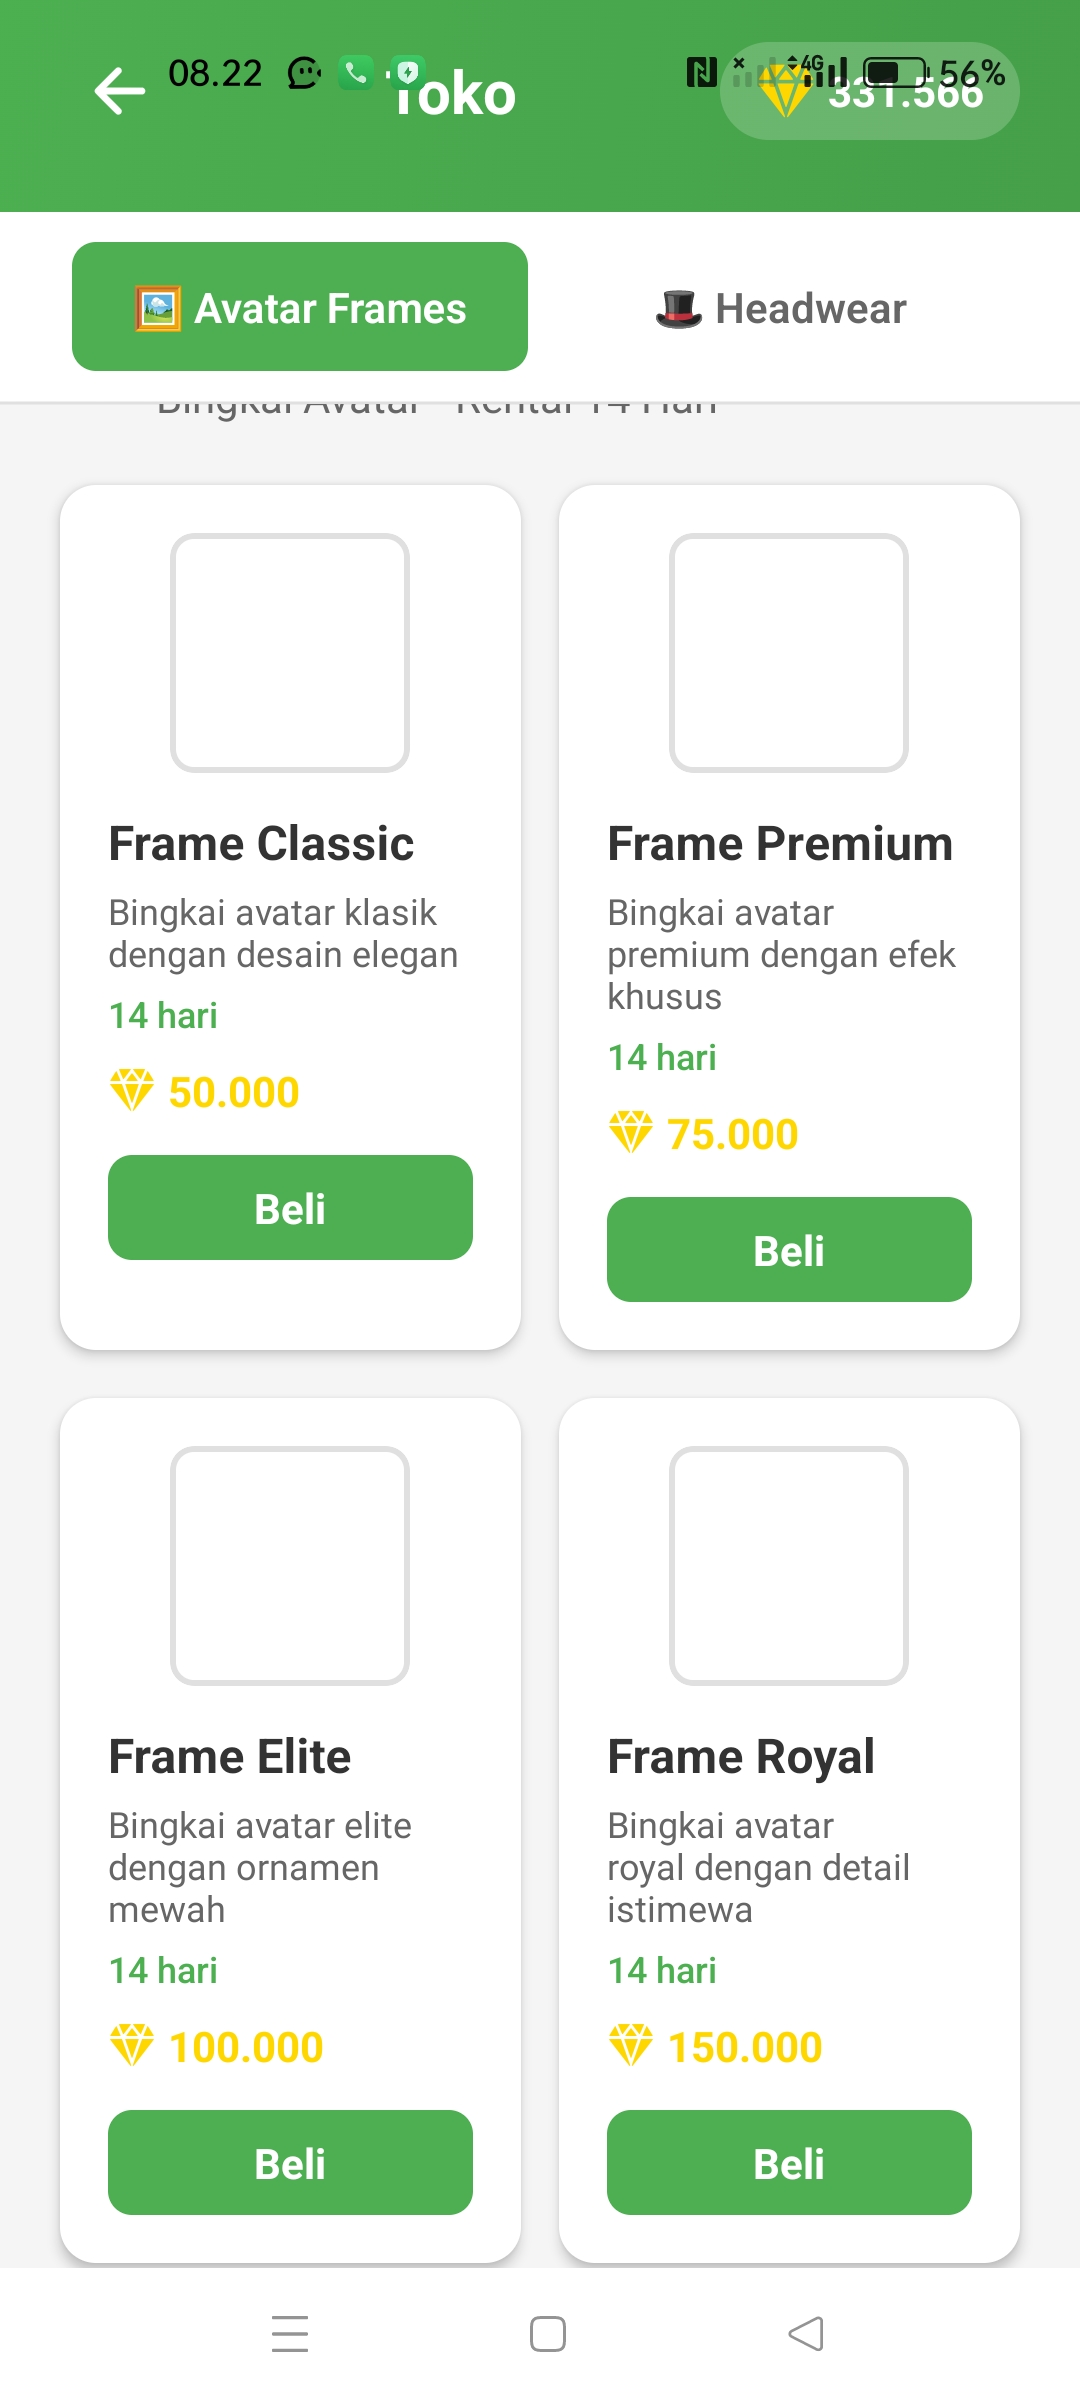 08.22
4G
56%
Toko
331.566
Avatar Frames
Headwear
Bingkai Avatar - Rental 14 Hari
Frame Classic
Bingkai avatar klasik
dengan desain elegan
14 hari
50.000
Beli
Frame Premium
Bingkai avatar
premium dengan efek
khusus
14 hari
75.000
Beli
Frame Elite
Bingkai avatar elite
dengan ornamen
mewah
14 hari
100.000
Beli
Frame Royal
Bingkai avatar
royal dengan detail
istimewa
14 hari
150.000
Beli